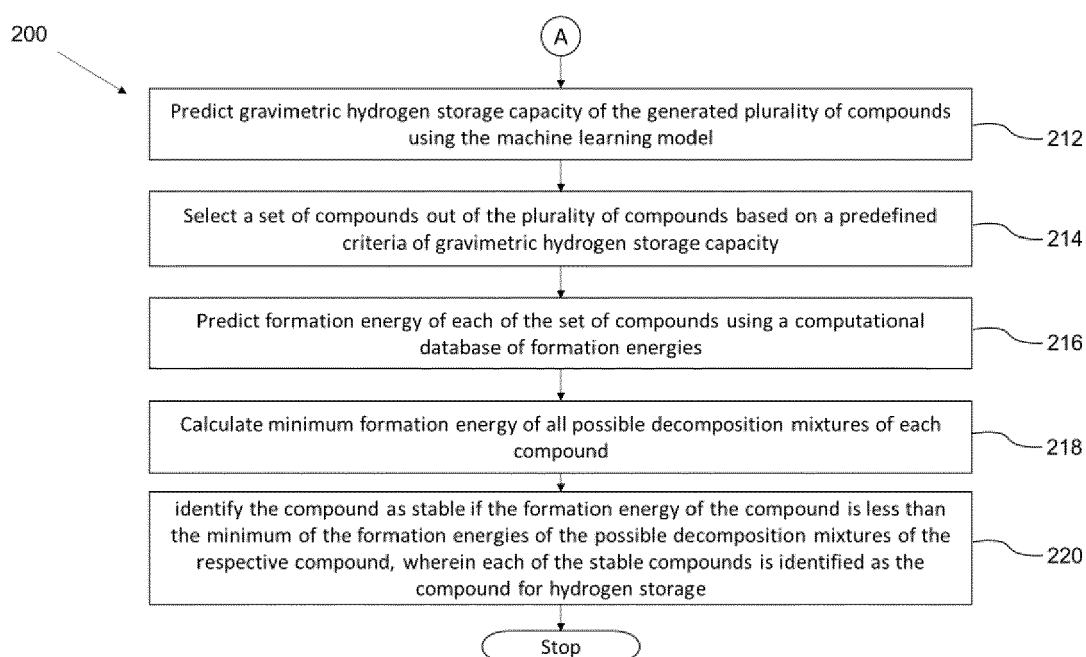 200
A
Predict gravimetric hydrogen storage capacity of the generated plurality of compounds
using the machine learning model
212
Select a set of compounds out of the plurality of compounds based on a predefined
criteria of gravimetric hydrogen storage capacity
214
Predict formation energy of each of the set of compounds using a computational
database of formation energies
216
Calculate minimum formation energy of all possible decomposition mixtures of each
compound
218
identify the compound as stable if the formation energy of the compound is less than
the minimum of the formation energies of the possible decomposition mixtures of the
respective compound, wherein each of the stable compounds is identified as the
compound for hydrogen storage
220
Stop